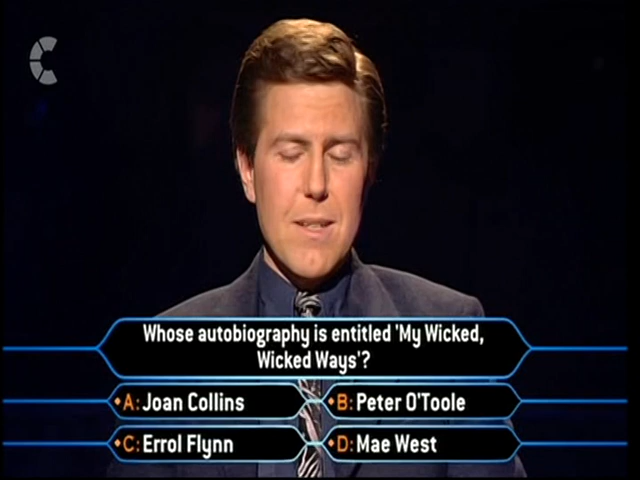 Whose autobiography is entitled 'My Wicked,
Wicked Ways'?
A: Joan Collins
B: Peter O'Toole
C: Errol Flynn
D: Mae West